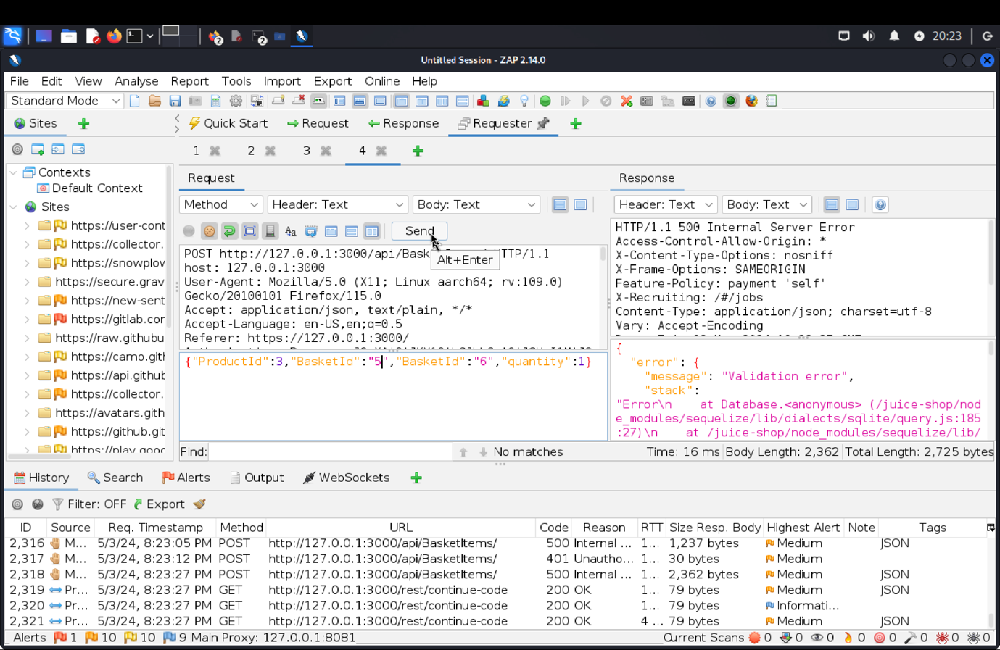 2
2
20:23
Untitled Session - ZAP 2.14.0
File Edit View Analyse Report Tools Import Export Online Help
Standard Mode
Sites
Quick Start
Request
Response
Requester
1
2
3
4
Contexts
Default Context
Sites
https://user-cont
https://collector.
https://snowplow
https://secure.grav
https://new-sent
https://gitlab.cor
https://raw.githubu
https://camo.gith
https://api.github
https://collector.
https://avatars.gith
https://github.git
https://play.goog
Request
Method
Header: Text
Body: Text
Send
Alt+Enter
POST http://127.0.0.1:3000/api/Bask TTP/1.1
host: 127.0.0.1:3000
User-Agent: Mozilla/5.0 (X11; Linux aarch64; rv:109.0)
Gecko/20100101 Firefox/115.0
Accept: application/json, text/plain, */*
Accept-Language: en-US,en;q=0.5
Referer: https://127.0.0.1:3000/
{"ProductId":3,"BasketId":"5","BasketId":"6","quantity":1}
Response
Header: Text
Body: Text
HTTP/1.1 500 Internal Server Error
Access-Control-Allow-Origin: *
X-Content-Type-Options: nosniff
X-Frame-Options: SAMEORIGIN
Feature-Policy: payment 'self'
X-Recruiting: /#/jobs
Content-Type: application/json; charset=utf-8
Vary: Accept-Encoding
{
"error": {
"message": "Validation error",
"stack":
"Error\n    at Database.<anonymous> (/juice-shop/nod
e_modules/sequelize/lib/dialects/sqlite/query.js:185
:27)\n    at /juice-shop/node_modules/sequelize/lib/
Find:
No matches
Time: 16 ms Body Length: 2,362 Total Length: 2,725 bytes
History
Search
Alerts
Output
WebSockets
Filter: OFF
Export
ID Source Req. Timestamp Method URL Code Reason RTT Size Resp. Body Highest Alert Note Tags
2,316 M... 5/3/24, 8:23:05 PM POST http://127.0.0.1:3000/api/BasketItems/ 500 Internal ... 1... 1,237 bytes Medium JSON
2,317 M... 5/3/24, 8:23:12 PM POST http://127.0.0.1:3000/api/BasketItems/ 401 Unautho... 1... 30 bytes Medium
2,318 M... 5/3/24, 8:23:27 PM POST http://127.0.0.1:3000/api/BasketItems/ 500 Internal ... 1... 2,362 bytes Medium JSON
2,319 Pr... 5/3/24, 8:23:27 PM GET http://127.0.0.1:3000/rest/continue-code 200 OK 1... 79 bytes Medium JSON
2,320 Pr... 5/3/24, 8:23:27 PM GET http://127.0.0.1:3000/rest/continue-code 200 OK 1... 79 bytes Informati...
2,321 Pr... 5/3/24, 8:23:27 PM GET http://127.0.0.1:3000/rest/continue-code 200 OK 4 ... 79 bytes Medium JSON
Alerts 1 10 10 9 Main Proxy: 127.0.0.1:8081 Current Scans 0 0 0 0 0 0 0 0